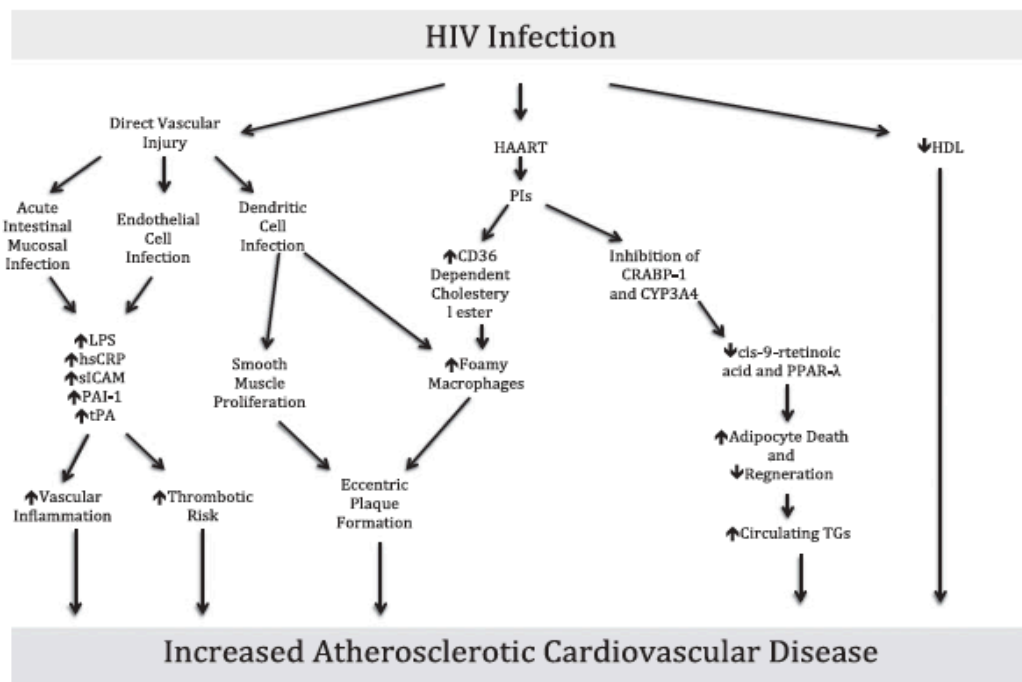 HIV Infection
Direct Vascular
Injury
HAART
↓HDL
PIs
Acute
Intestinal
Mucosal
Infection
Endothelial
Cell
Infection
Dendritic
Cell
Infection
↑CD36
Dependent
Cholestery
l ester
Inhibition of
CRABP-1
and CYP3A4
↑LPS
↑hsCRP
↑sICAM
↑PAI-1
↑tPA
Smooth
Muscle
Proliferation
↑Foamy
Macrophages
↓cis-9-rtetinoic
acid and PPAR-λ
↑Adipocyte Death
and
↓Regneration
↑Vascular
Inflammation
↑Thrombotic
Risk
Eccentric
Plaque
Formation
↑Circulating TGs
Increased Atherosclerotic Cardiovascular Disease